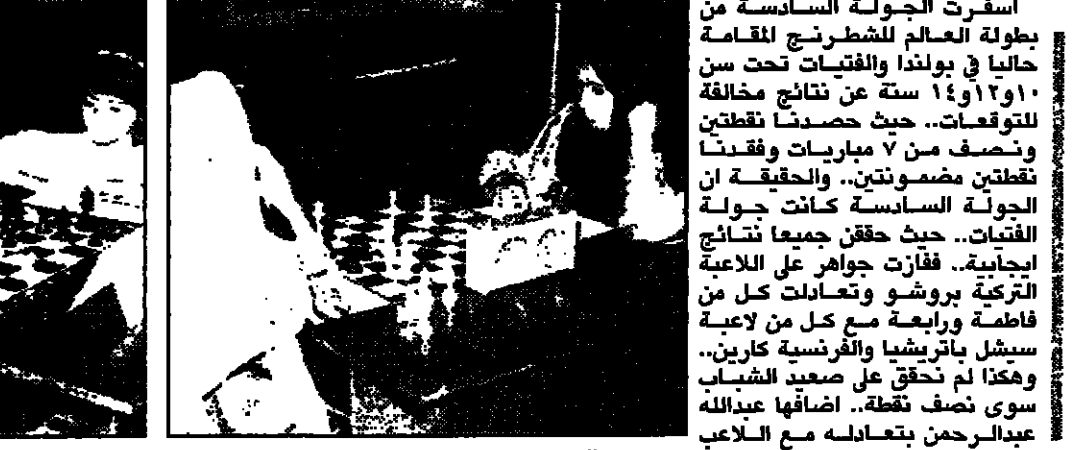 اسفرت الجولة السادسة من
بطولة العالم للشطرنج المقامة
حاليا في بولندا والفتيات تحت سن
١٠و١٢و١٤ سنة عن نتائج مخالفة
للتوقعات.. حيث حصدنا نقطتين
ونصف من ٧ مباريات وفقدنا
نقطتين مضمونتين.. والحقيقة ان
الجولة السادسة كانت جولة
الفتيات.. حيث حققن جميعا نتائج
ايجابية.. ففازت جواهر على اللاعبة
التركية بروشو وتعادلت كل من
فاطمة ورابعة مع كل من لاعبة
سيشل باتريشيا والفرنسية كارين..
وهكذا لم نحقق على صعيد الشباب
سوى نصف نقطة.. اضافها عبدالله
عبدالرحمن بتعادله مع اللاعب